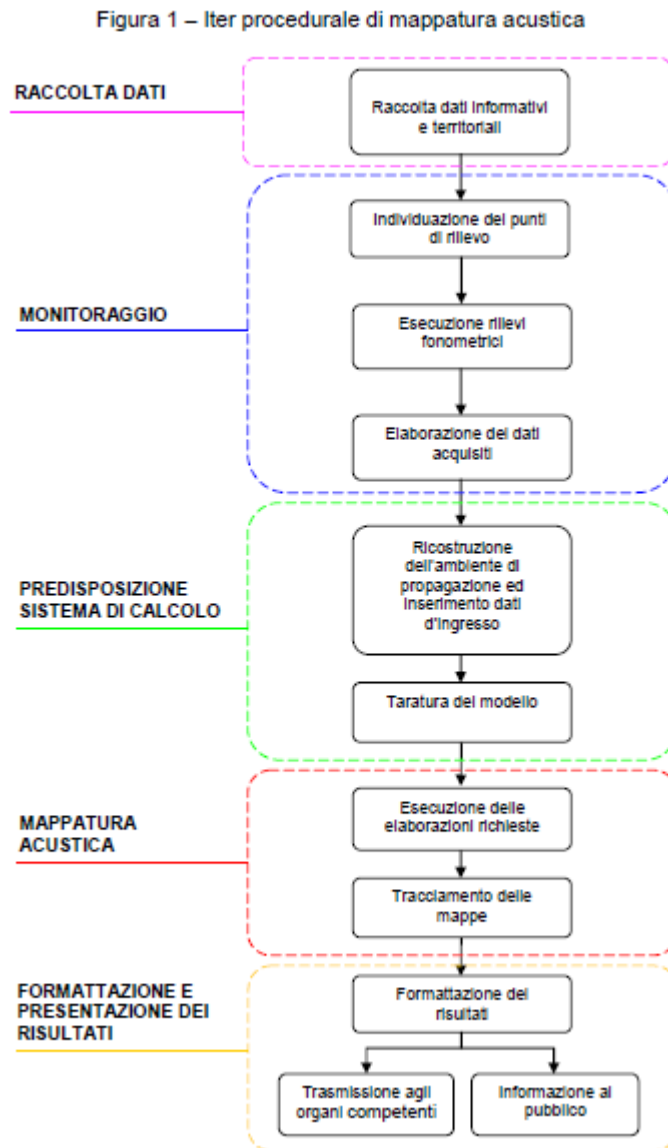 Figura 1 – Iter procedurale di mappatura acustica
RACCOLTA DATI
Raccolta dati informativi
e territoriali
MONITORAGGIO
Individuazione dei punti
di rilievo
Esecuzione rilievi
fonometrici
Elaborazione dei dati
acquisiti
PREDISPOSIZIONE
SISTEMA DI CALCOLO
Ricostruzione
dell'ambiente di
propagazione ed
inserimento dati
d'ingresso
Taratura del modello
MAPPATURA
ACUSTICA
Esecuzione delle
elaborazioni richieste
Tracciamento delle
mappe
FORMATTAZIONE E
PRESENTAZIONE DEI
RISULTATI
Formattazione dei
risultati
Trasmissione agli
organi competenti
Informazione al
pubblico